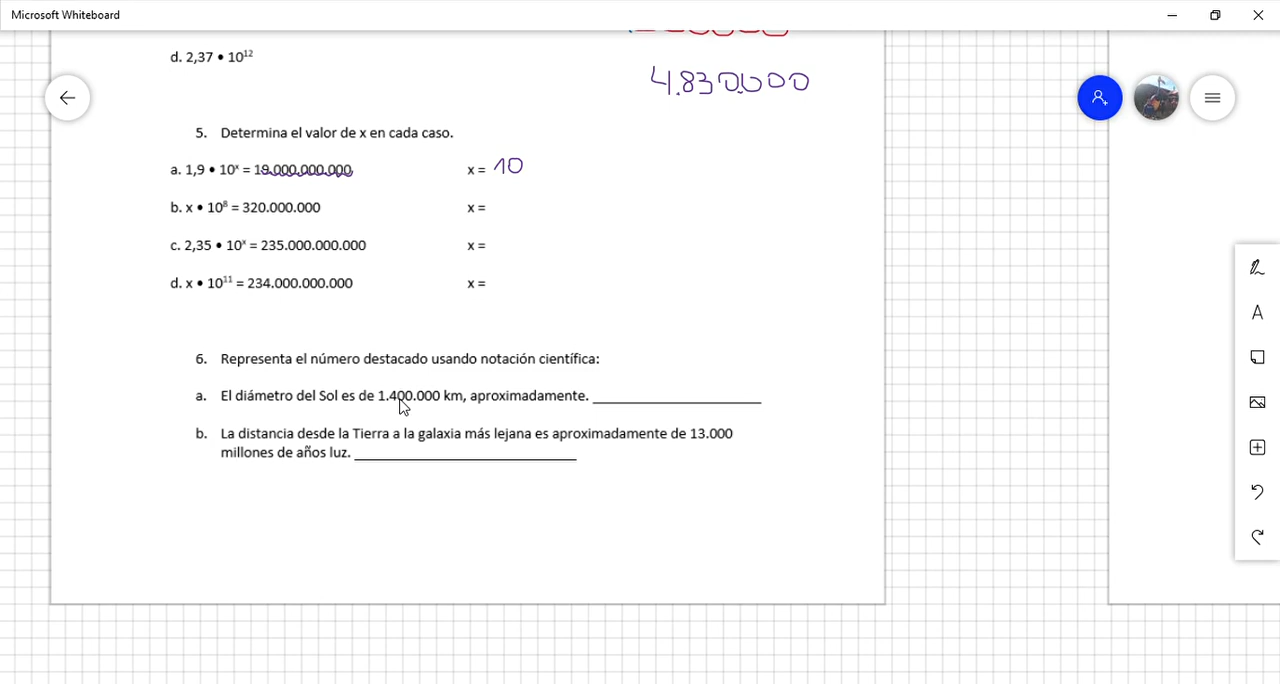 Microsoft Whiteboard
d. 2,37 • 10¹²
4.830.000
5. Determina el valor de x en cada caso.
a. 1,9 • 10ˣ = 19.000.000.000 x = 10
b. x • 10⁸ = 320.000.000 x =
c. 2,35 • 10ˣ = 235.000.000.000 x =
d. x • 10¹¹ = 234.000.000.000 x =
6. Representa el número destacado usando notación científica:
a. El diámetro del Sol es de 1.400.000 km, aproximadamente. ____________________
b. La distancia desde la Tierra a la galaxia más lejana es aproximadamente de 13.000
millones de años luz. ____________________